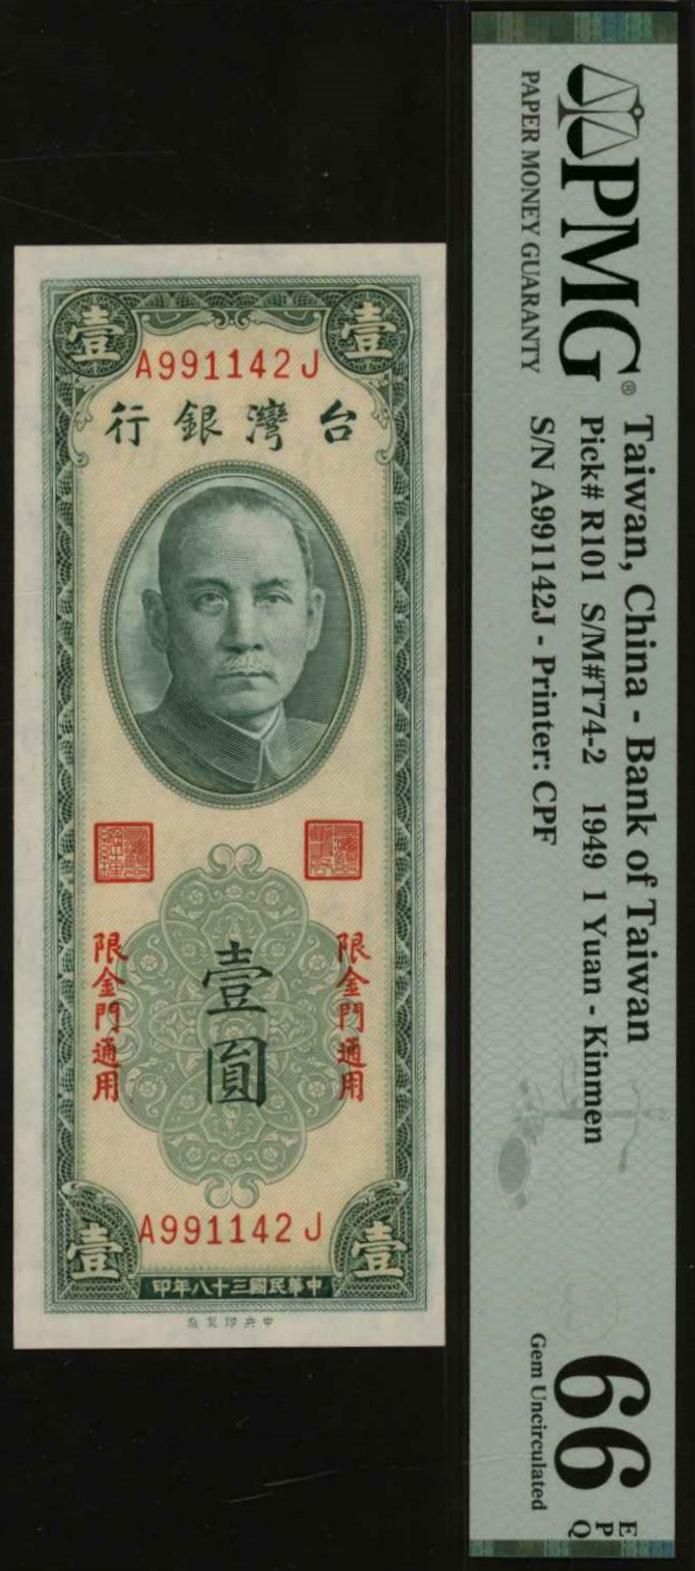 壹
壹
A991142J
行銀灣台
限金門通用
限金門通用
壹圓
A991142J
壹
壹
印年八十三國民華中
廠製印央中
PMG®
PAPER MONEY GUARANTY
Taiwan, China - Bank of Taiwan
Pick# R101 S/M#T74-2 1949 1 Yuan - Kinmen
S/N A991142J - Printer: CPF
66 EPQ
Gem Uncirculated